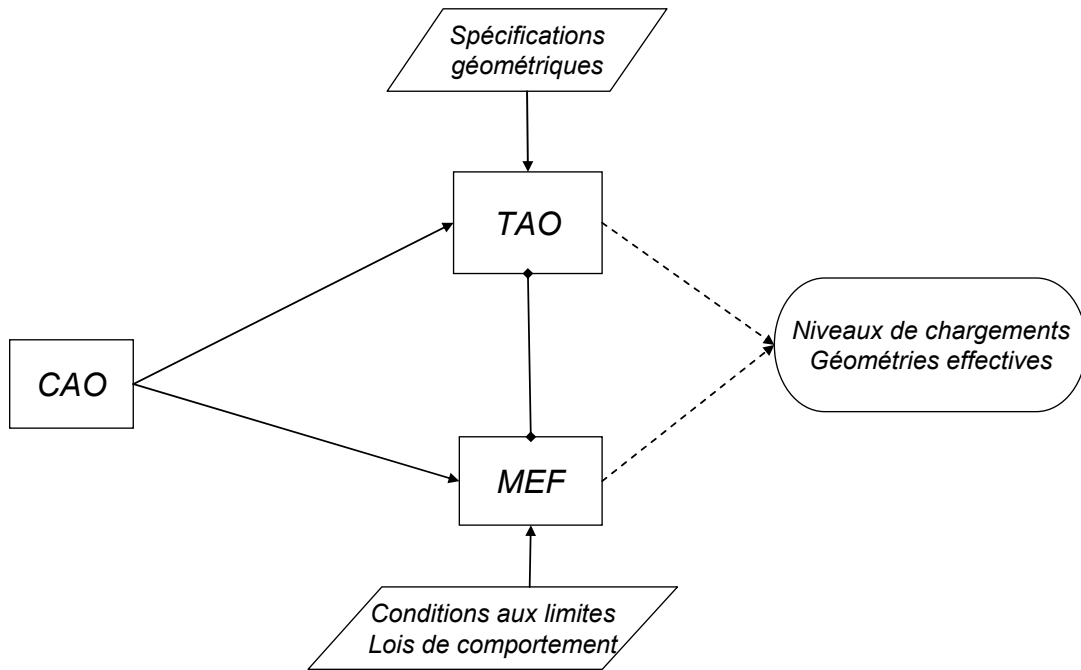 Spécifications
géométriques
TAO
Niveaux de chargements
Géométries effectives
CAO
MEF
Conditions aux limites
Lois de comportement